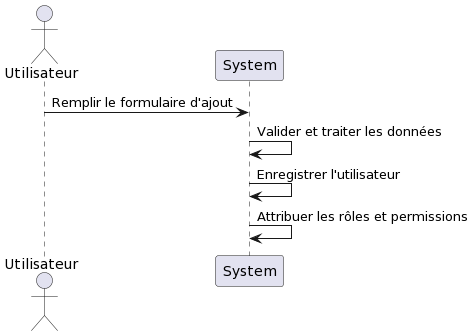 Utilisateur
System
Remplir le formulaire d'ajout
Valider et traiter les données
Enregistrer l'utilisateur
Attribuer les rôles et permissions
Utilisateur
System